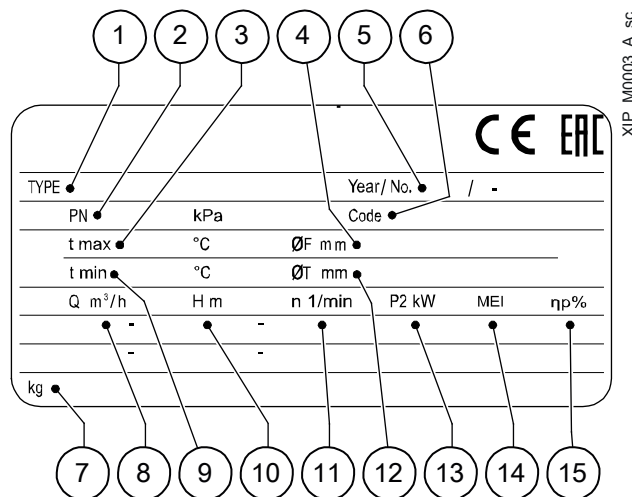 1 2 3 4 5 6
XIP_M0003_A_sc
CE EAC
TYPE Year/ No. / -
PN kPa Code
t max °C ØF mm
t min °C ØT mm
Q m³/h H m n 1/min P2 kW MEI ηp%
- -
- -
kg
7 8 9 10 11 12 13 14 15